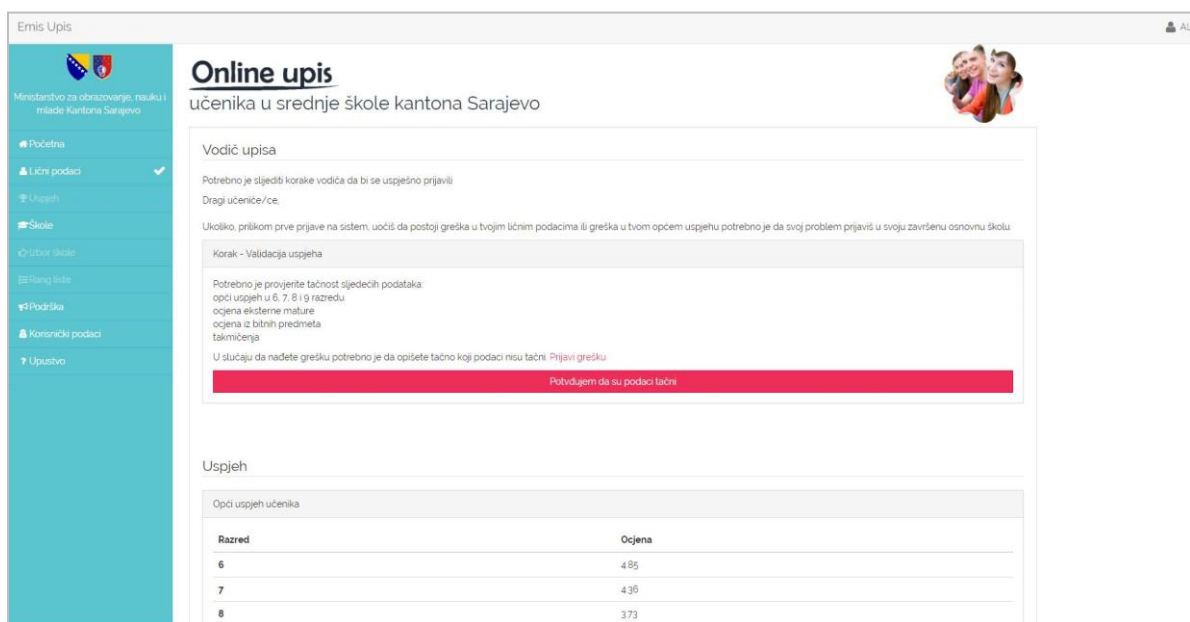 Emis Upis
AL
Ministarstvo za obrazovanje, nauku i
mlade Kantona Sarajevo
Početna
Lični podaci
Uspjeh
Škole
Izbor škole
Rang liste
Podrška
Korisnički podaci
? Upustvo
Online upis
učenika u srednje škole kantona Sarajevo
Vodič upisa
Potrebno je slijediti korake vodiča da bi se uspješno prijavili
Dragi učeniče/ce,
Ukoliko, prilikom prve prijave na sistem, uočiš da postoji greška u tvojim ličnim podacima ili greška u tvom općem uspjehu potrebno je da svoj problem prijaviš u svoju završenu osnovnu školu.
Korak - Validacija uspjeha
Potrebno je provjerite tačnost sljedećih podataka:
opći uspjeh u 6, 7, 8 i 9 razredu
ocjena eksterne mature
ocjena iz bitnih predmeta
takmičenja
U slučaju da nađete grešku potrebno je da opišete tačno koji podaci nisu tačni. Prijavi grešku
Potvđujem da su podaci tačni
Uspjeh
Opći uspjeh učenika
Razred Ocjena
6 4.85
7 4.36
8 3.73